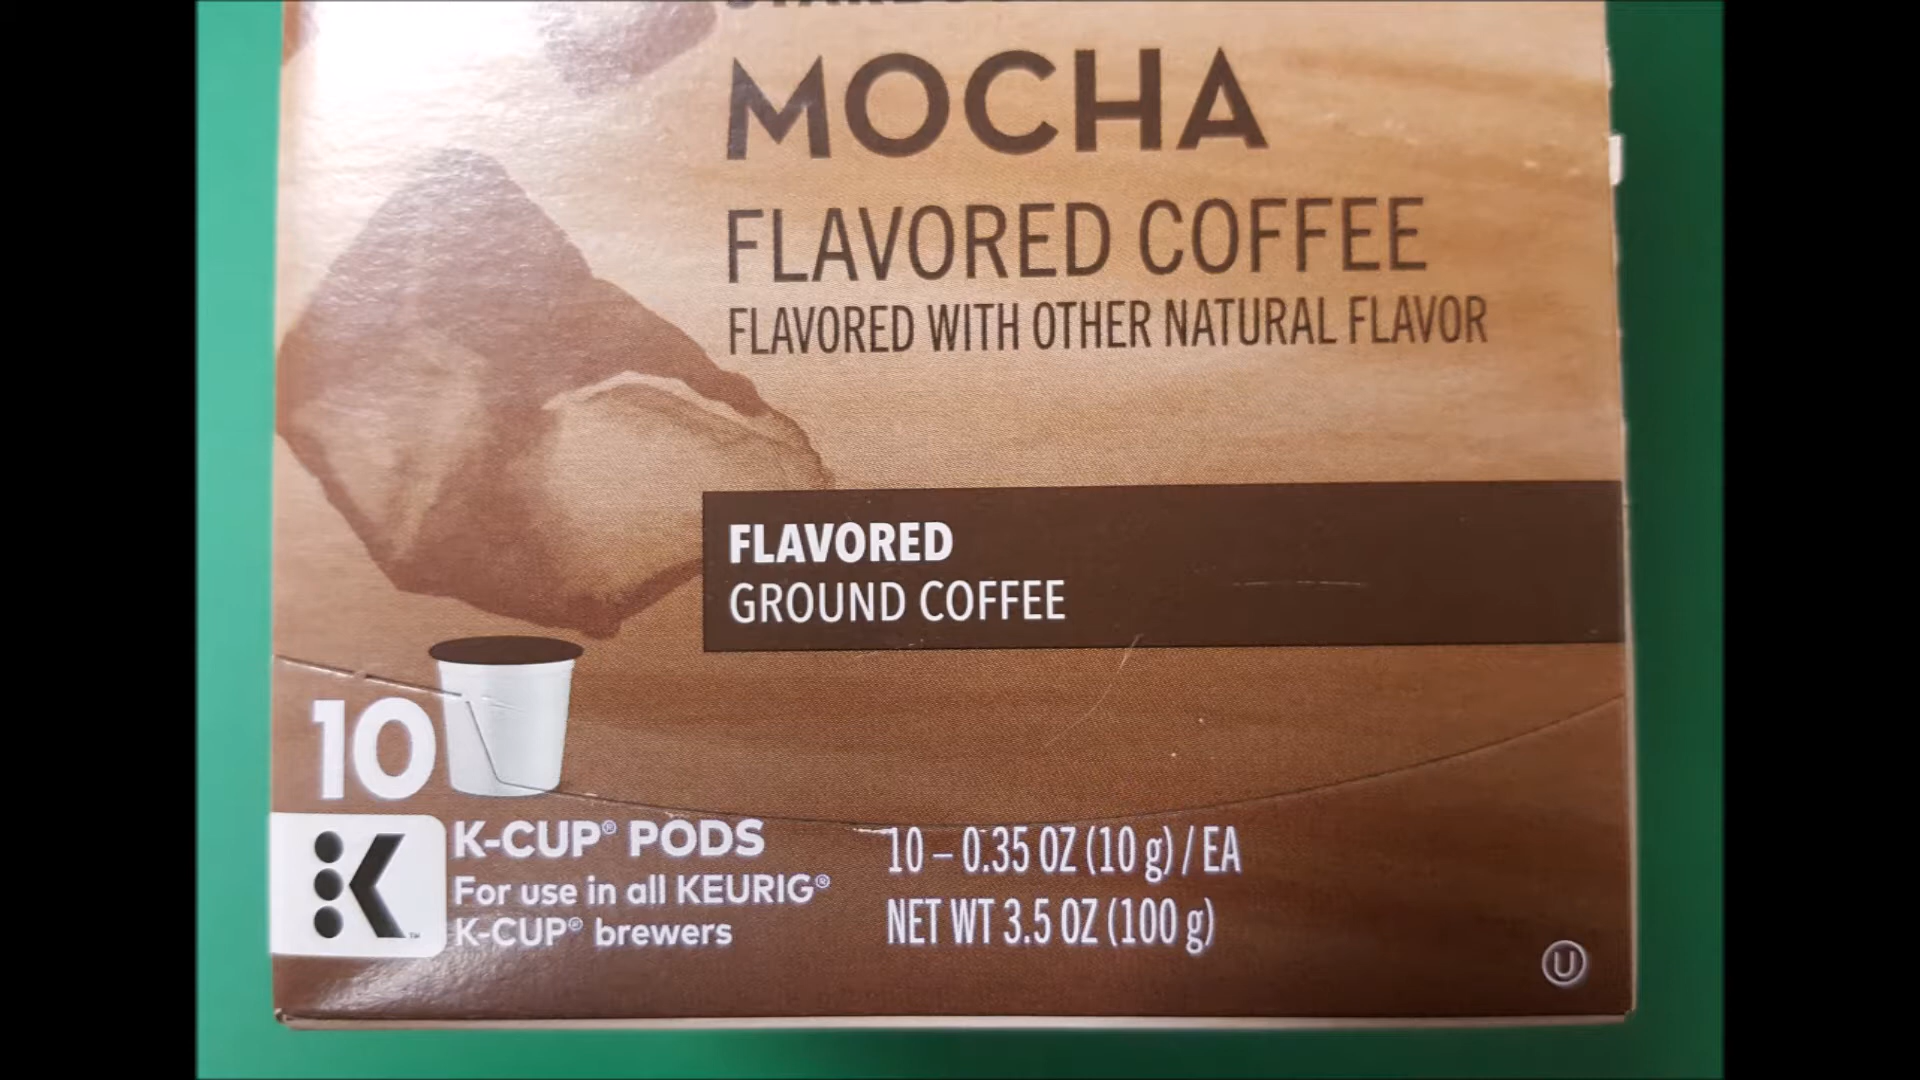 MOCHA
FLAVORED COFFEE
FLAVORED WITH OTHER NATURAL FLAVOR
FLAVORED
GROUND COFFEE
10
K-CUP® PODS
For use in all KEURIG®
K-CUP® brewers
10 – 0.35 OZ (10 g) / EA
NET WT 3.5 OZ (100 g)
K™
U